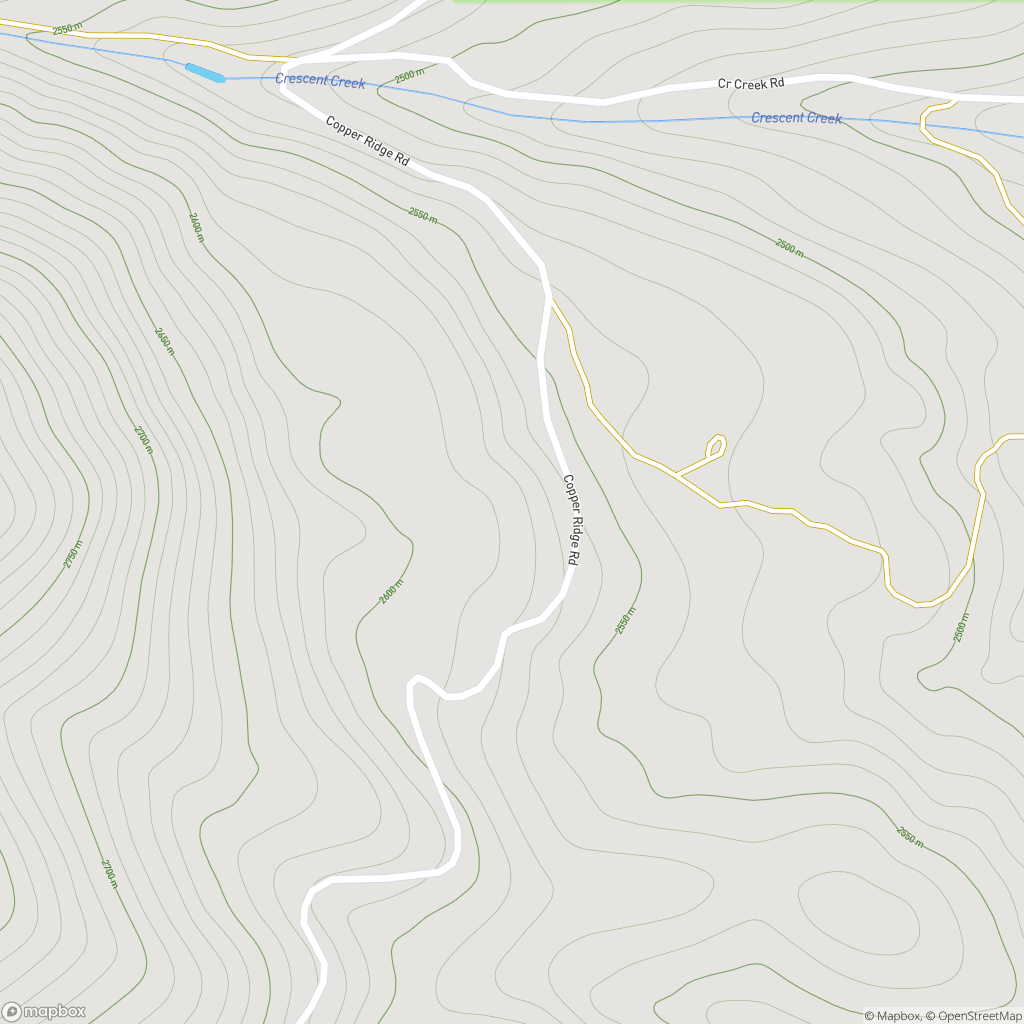 2550 m
Crescent Creek
2500 m
Cr Creek Rd
Crescent Creek
Copper Ridge Rd
2600 m
2550 m
2500 m
2650 m
2700 m
Copper Ridge Rd
2750 m
2600 m
2550 m
2500 m
2550 m
2700 m
mapbox
© Mapbox, © OpenStreetMap